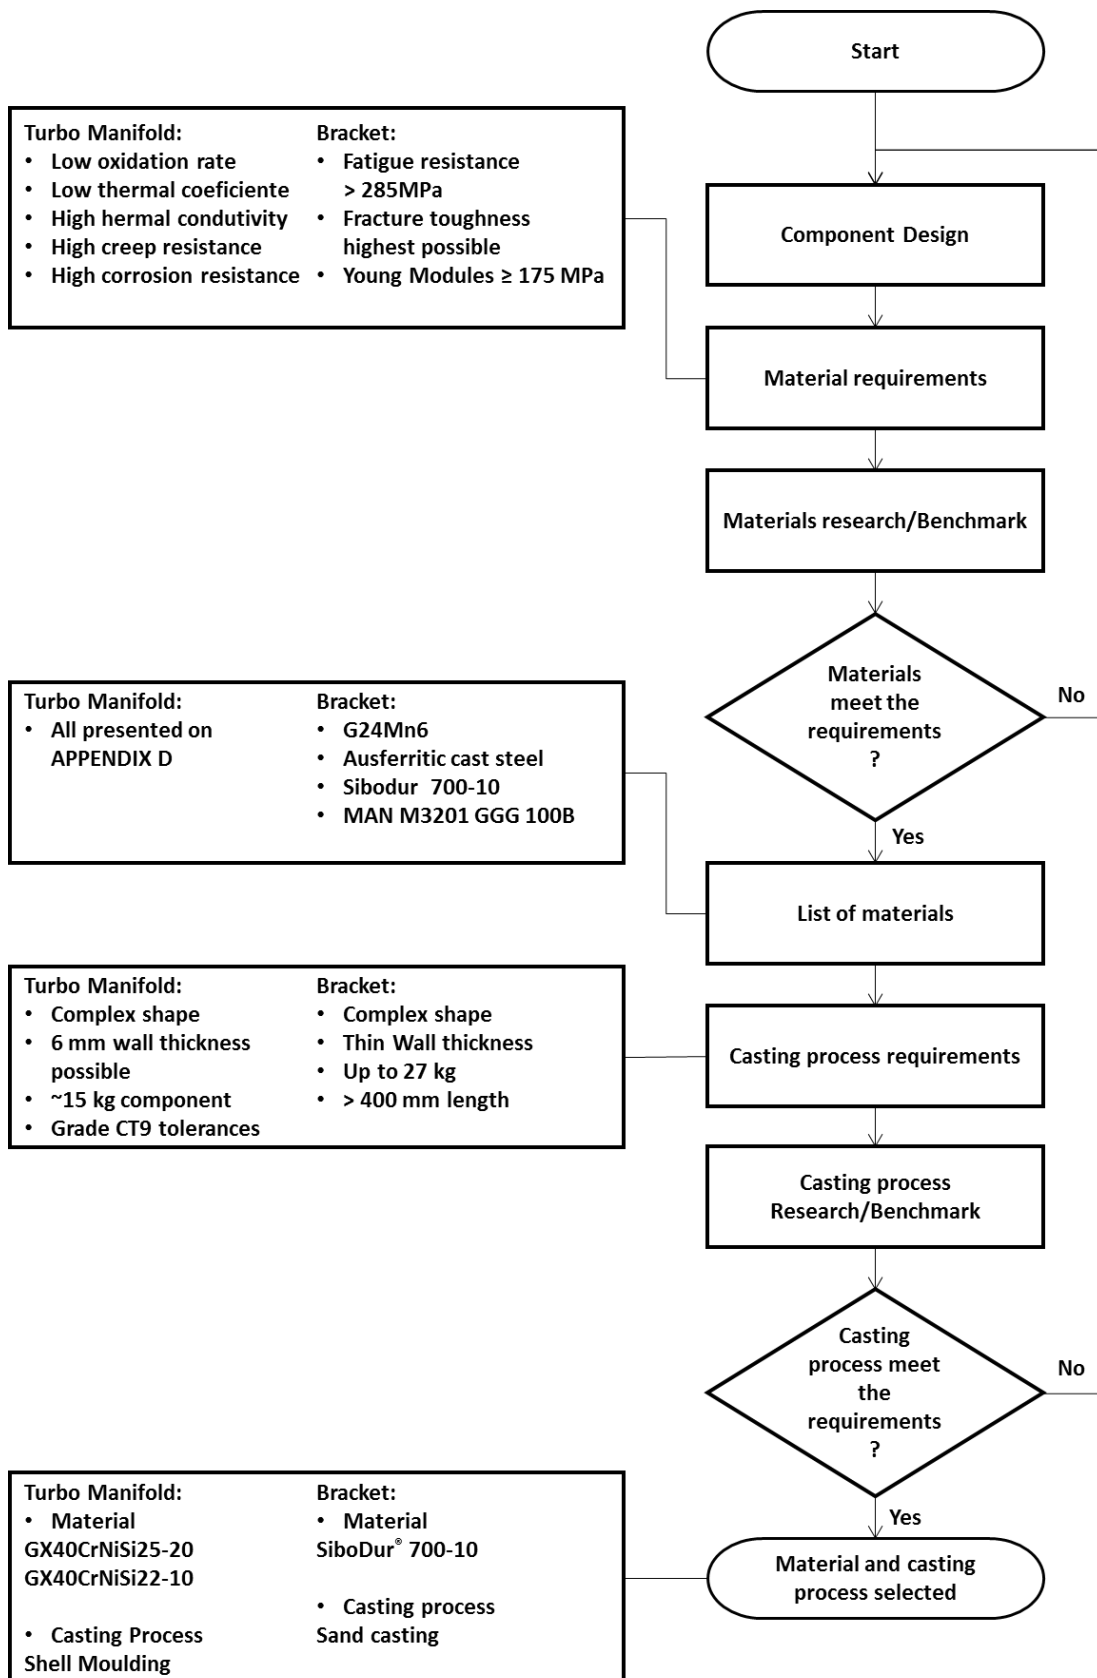 Start
Turbo Manifold:
• Low oxidation rate
• Low thermal coeficiente
• High hermal condutivity
• High creep resistance
• High corrosion resistance
Bracket:
• Fatigue resistance
> 285MPa
• Fracture toughness
highest possible
• Young Modules ≥ 175 MPa
Component Design
Material requirements
Materials research/Benchmark
Materials
meet the
requirements
?
No
Yes
Turbo Manifold:
• All presented on
APPENDIX D
Bracket:
• G24Mn6
• Ausferritic cast steel
• Sibodur 700-10
• MAN M3201 GGG 100B
List of materials
Turbo Manifold:
• Complex shape
• 6 mm wall thickness
possible
• ~15 kg component
• Grade CT9 tolerances
Bracket:
• Complex shape
• Thin Wall thickness
• Up to 27 kg
• > 400 mm length
Casting process requirements
Casting process
Research/Benchmark
Casting
process meet
the
requirements
?
No
Yes
Turbo Manifold:
• Material
GX40CrNiSi25-20
GX40CrNiSi22-10
• Casting Process
Shell Moulding
Bracket:
• Material
SiboDur® 700-10
• Casting process
Sand casting
Material and casting
process selected